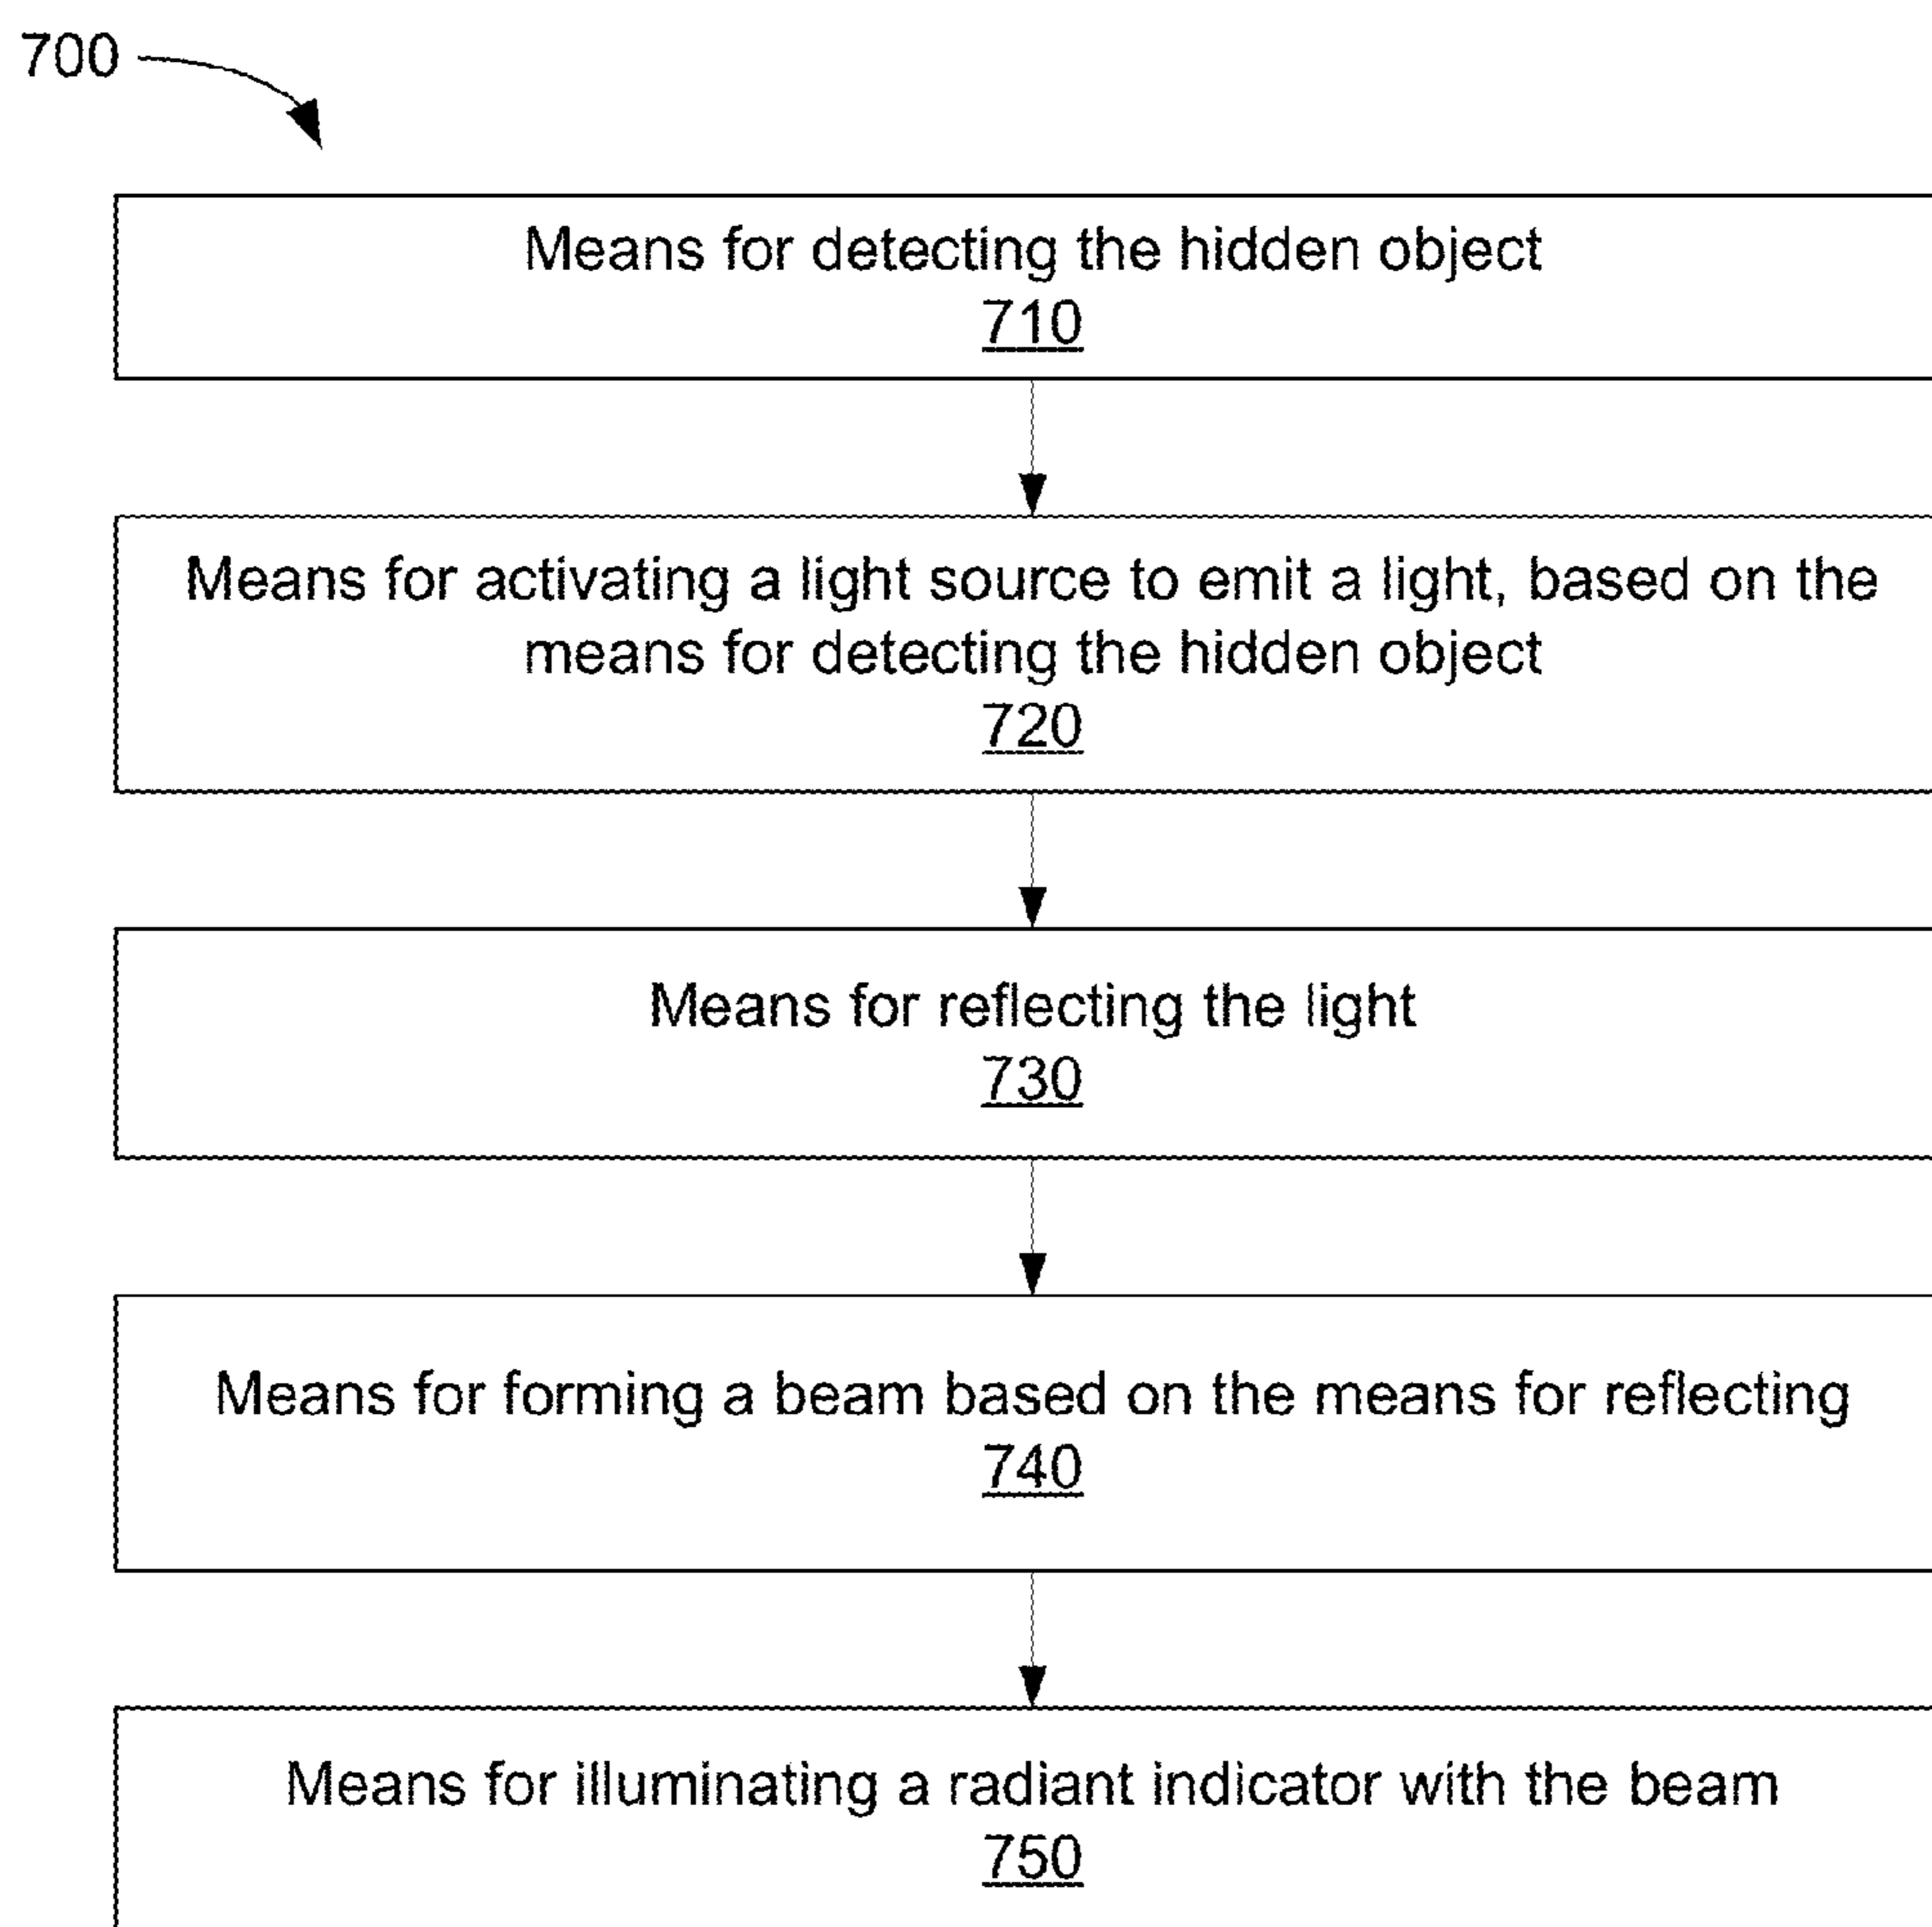 700
Means for detecting the hidden object
710
Means for activating a light source to emit a light, based on the
means for detecting the hidden object
720
Means for reflecting the light
730
Means for forming a beam based on the means for reflecting
740
Means for illuminating a radiant indicator with the beam
750